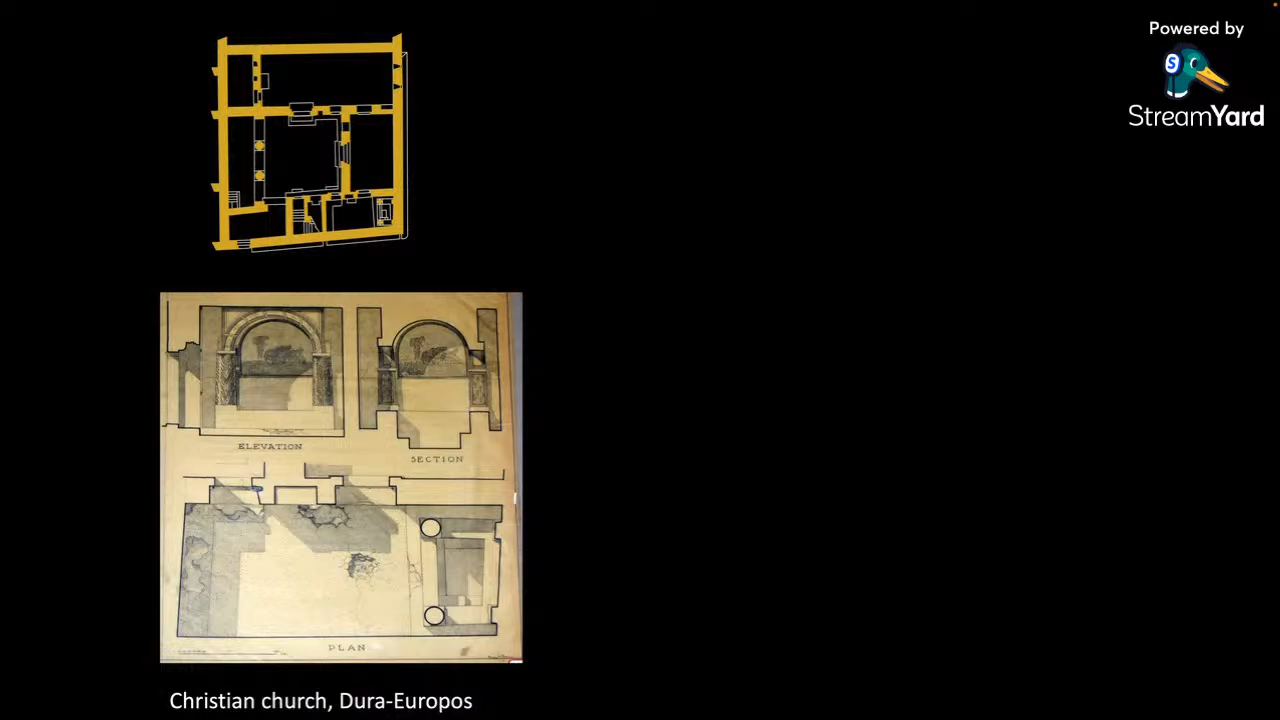 Powered by
S
StreamYard
ELEVATION
SECTION
PLAN
Christian church, Dura-Europos